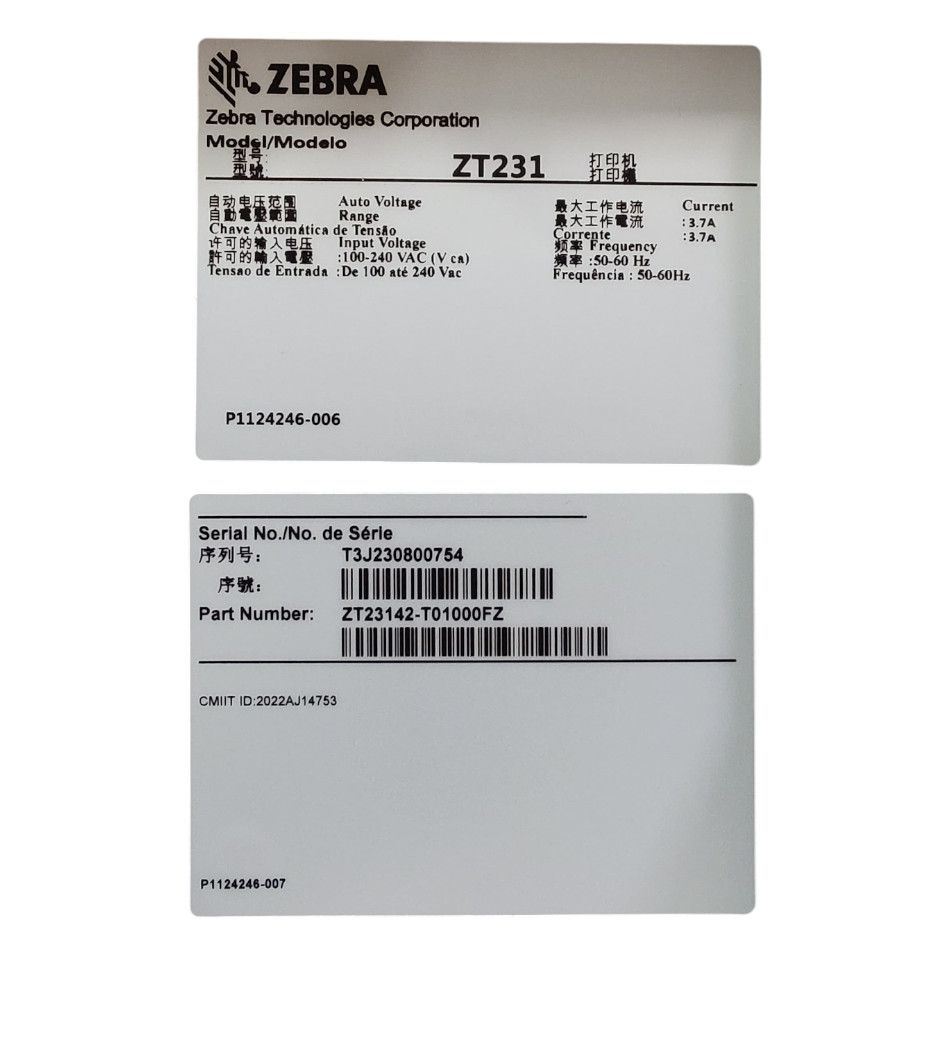 ZEBRA
Zebra Technologies Corporation
Model/Modelo
型号:
型號:
ZT231
打印机
打印機
自动电压范围 Auto Voltage
自動電壓範圍 Range
Chave Automática de Tensão
许可的输入电压 Input Voltage
許可的輸入電壓 :100-240 VAC (V ca)
Tensao de Entrada :De 100 até 240 Vac
最大工作电流 Current
最大工作電流 :3.7A
Corrente :3.7A
频率 Frequency
頻率 :50-60 Hz
Frequência : 50-60Hz
P1124246-006
Serial No./No. de Série
序列号: T3J230800754
序號:
Part Number: ZT23142-T01000FZ
CMIIT ID:2022AJ14753
P1124246-007